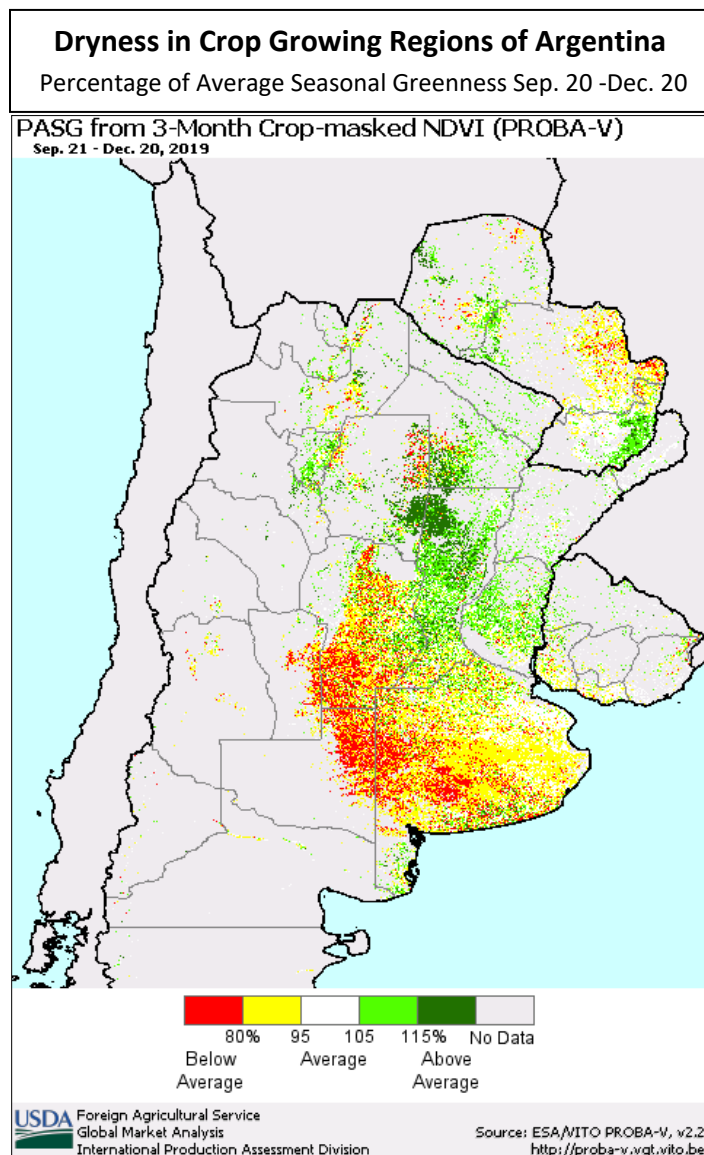 Dryness in Crop Growing Regions of Argentina
Percentage of Average Seasonal Greenness Sep. 20 -Dec. 20
PASG from 3-Month Crop-masked NDVI (PROBA-V)
Sep. 21 - Dec. 20, 2019
80% 95 105 115% No Data
Below Average Above
Average Average
USDA Foreign Agricultural Service
Global Market Analysis
International Production Assessment Division
Source: ESA/VITO PROBA-V, v2.2
http://proba-v.vgt.vito.be